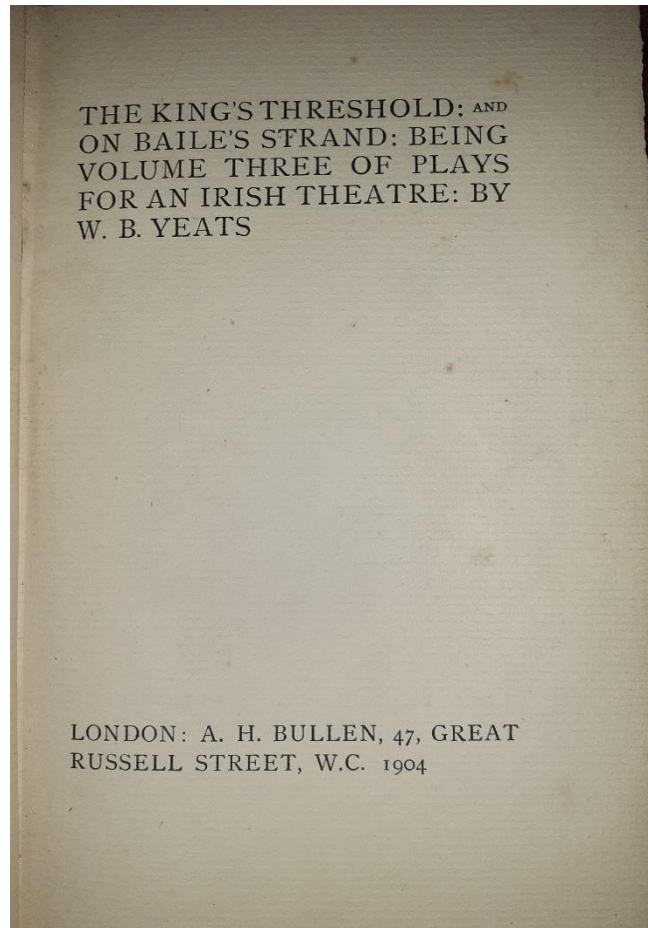 THE KING'S THRESHOLD: AND
ON BAILE'S STRAND: BEING
VOLUME THREE OF PLAYS
FOR AN IRISH THEATRE: BY
W. B. YEATS
LONDON: A. H. BULLEN, 47, GREAT
RUSSELL STREET, W.C. 1904